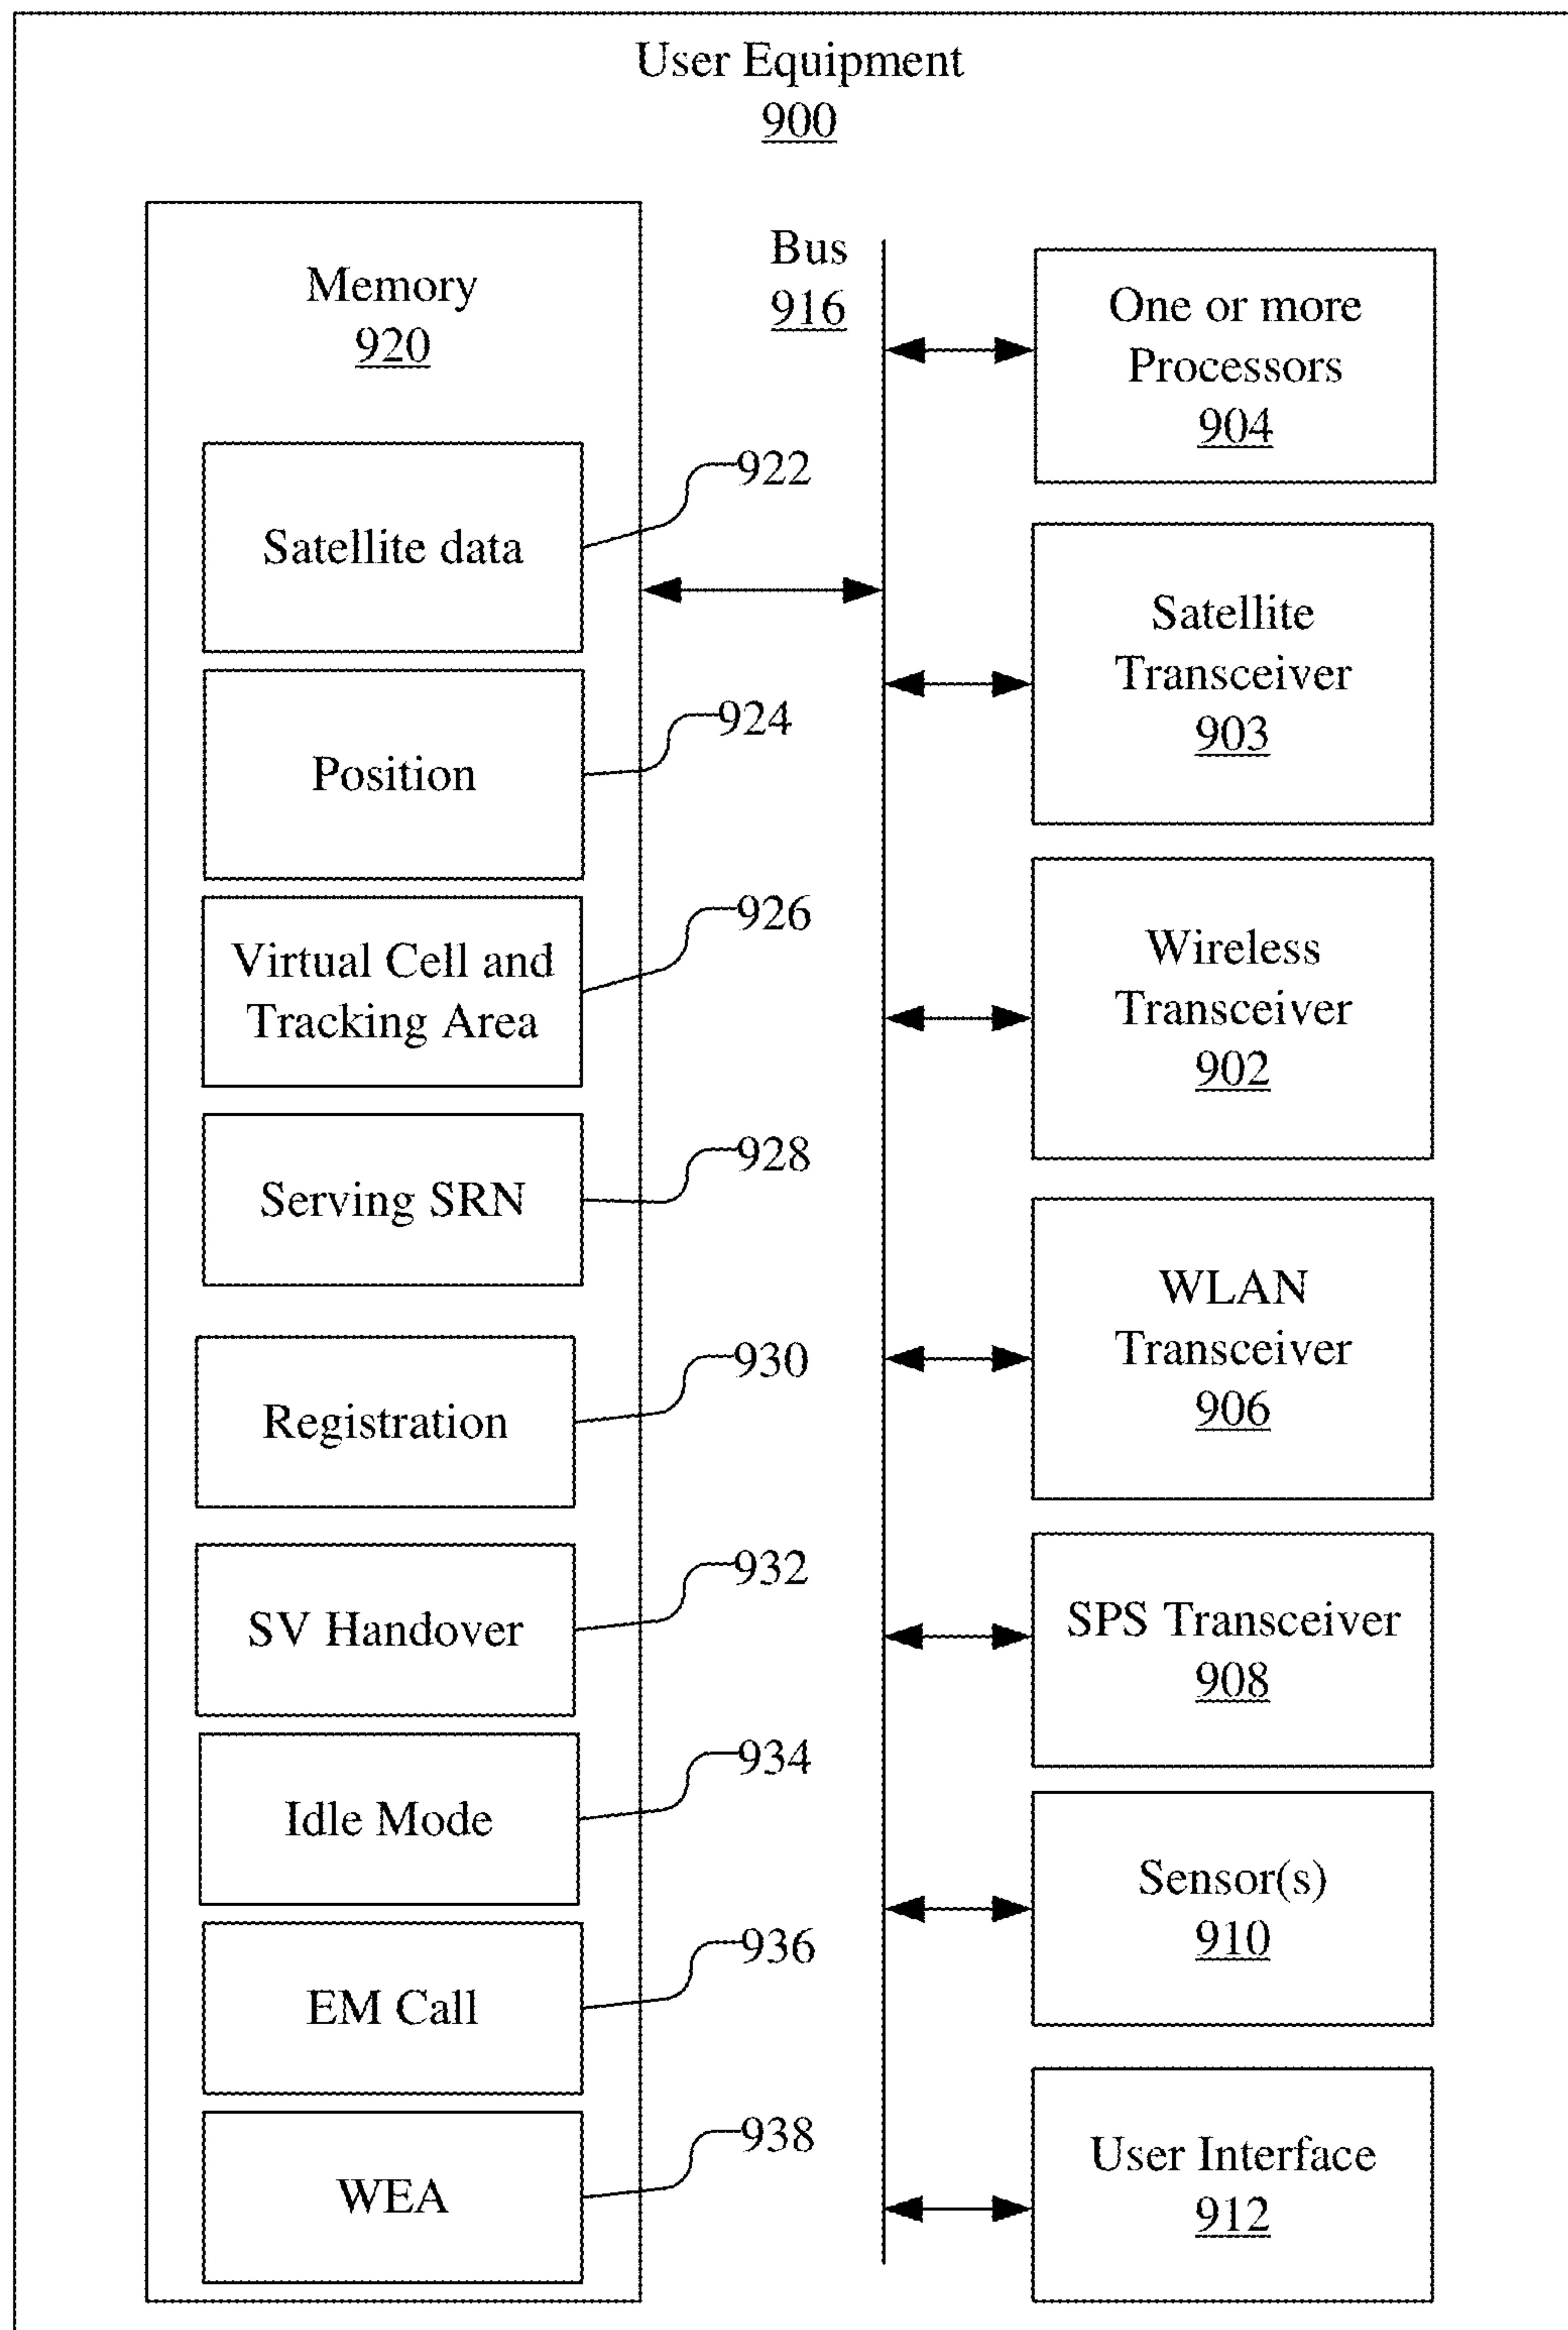 User Equipment
900
Memory
920
Satellite data
922
Position
924
Virtual Cell and
Tracking Area
926
Serving SRN
928
Registration
930
SV Handover
932
Idle Mode
934
EM Call
936
WEA
938
Bus
916
One or more
Processors
904
Satellite
Transceiver
903
Wireless
Transceiver
902
WLAN
Transceiver
906
SPS Transceiver
908
Sensor(s)
910
User Interface
912